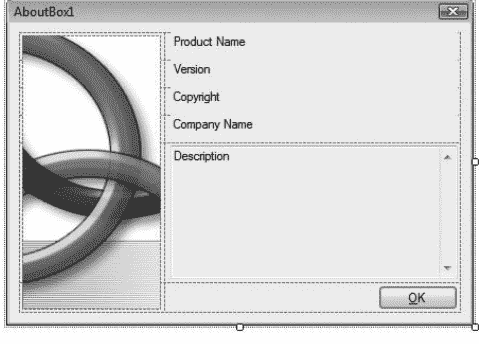 AboutBox1
Product Name
Version
Copyright
Company Name
Description
OK